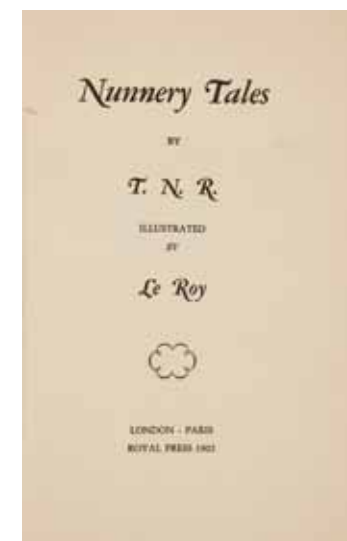 Nunnery Tales
BY
T. N. R.
ILLUSTRATED
BY
Le Roy
LONDON - PARIS
ROYAL PRESS 1902